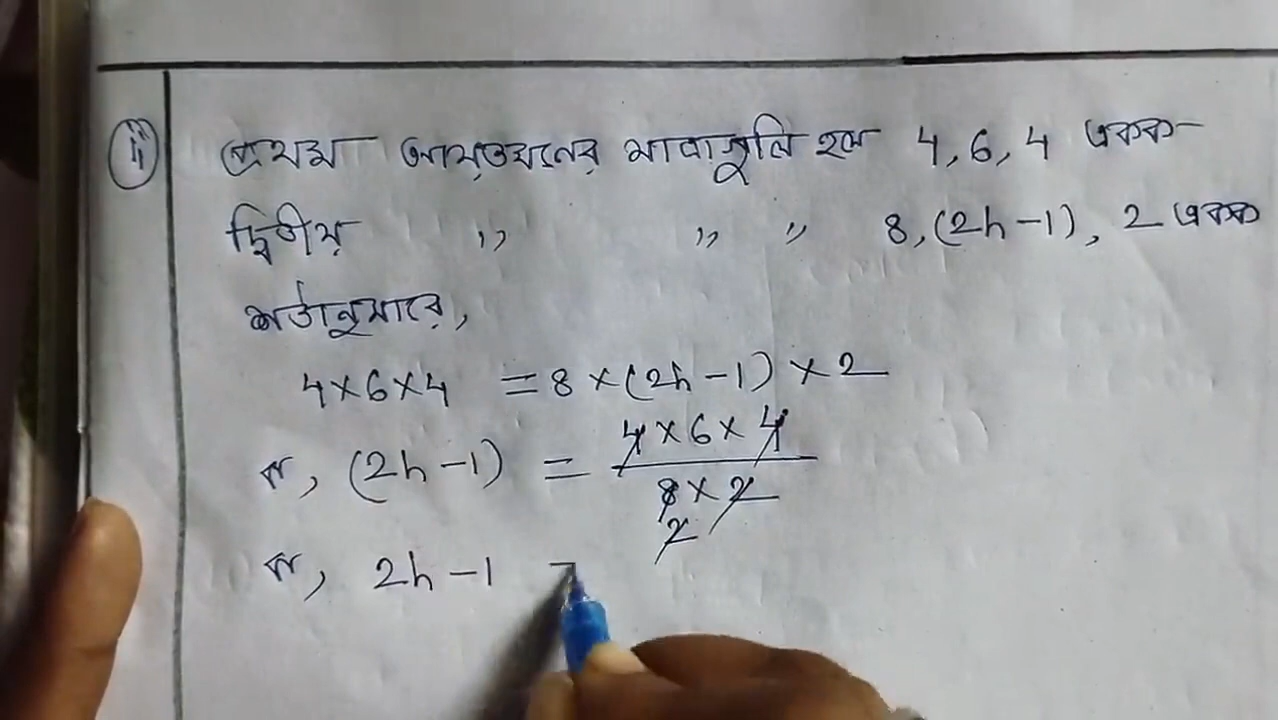 ii
প্রথম আয়তঘনের মাত্রাগুলি হল 4, 6, 4 একক
দ্বিতীয় ,, ,, ,, 8, (2h-1), 2 একক
শর্তানুসারে,
4×6×4 = 8×(2h-1)×2
বা, (2h-1) = 4×6×4
8×2
2
বা, 2h-1 =